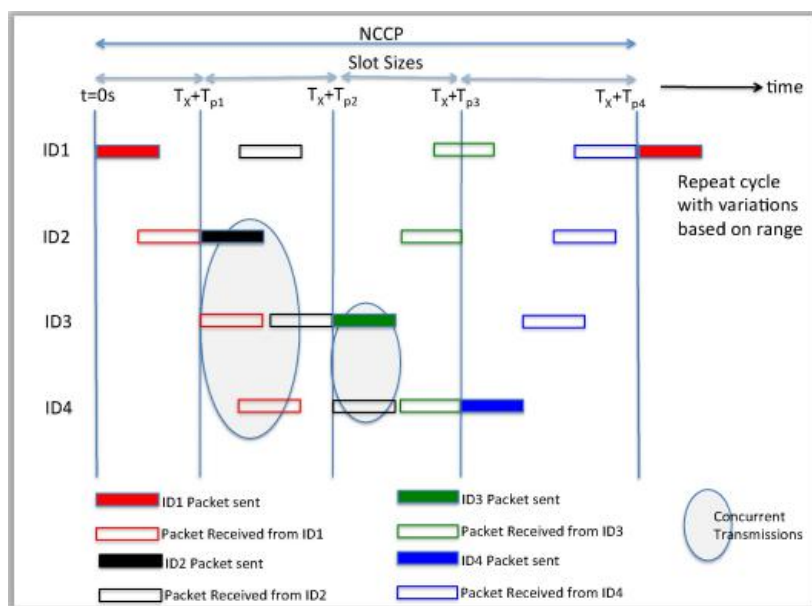 NCCP
Slot Sizes
t=0s Tx+Tp1 Tx+Tp2 Tx+Tp3 Tx+Tp4 time
ID1
Repeat cycle
with variations
based on range
ID2
ID3
ID4
ID1 Packet sent ID3 Packet sent
Packet Received from ID1 Packet Received from ID3
Concurrent
Transmissions
ID2 Packet sent ID4 Packet sent
Packet Received from ID2 Packet Received from ID4